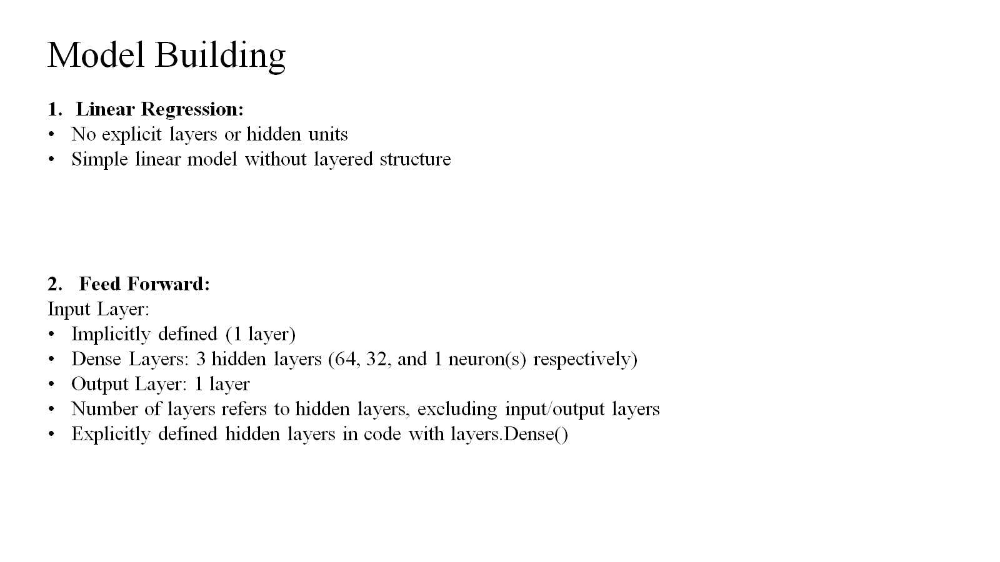 Model Building
1. Linear Regression:
• No explicit layers or hidden units
• Simple linear model without layered structure
2. Feed Forward:
Input Layer:
• Implicitly defined (1 layer)
• Dense Layers: 3 hidden layers (64, 32, and 1 neuron(s) respectively)
• Output Layer: 1 layer
• Number of layers refers to hidden layers, excluding input/output layers
• Explicitly defined hidden layers in code with layers.Dense()